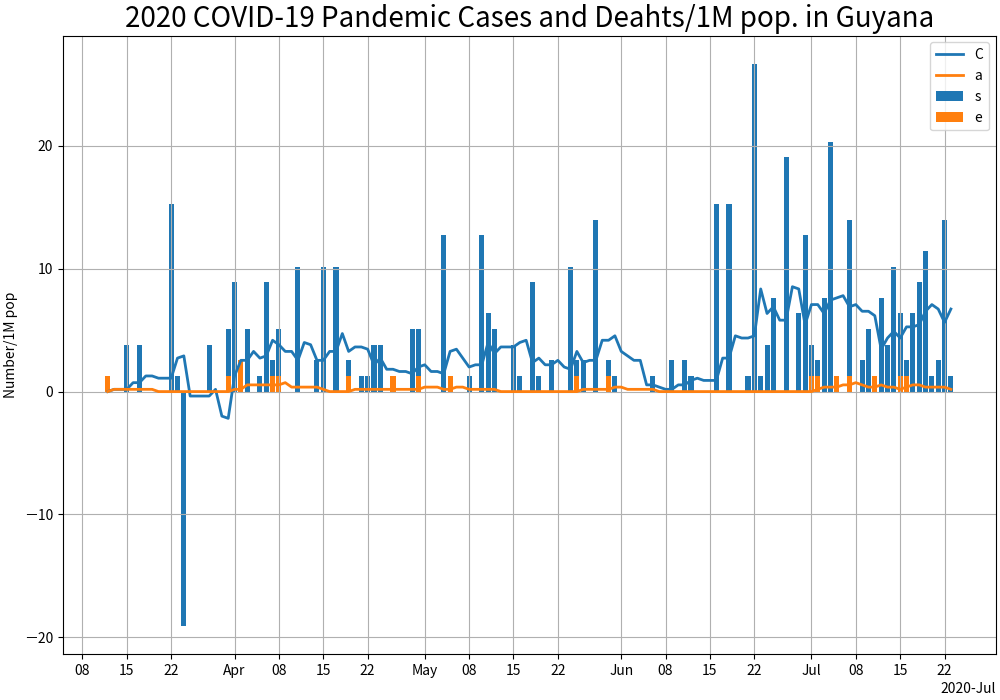 2020 COVID-19 Pandemic Cases and Deahts/1M pop. in Guyana
C
a
s
e
Number/1M pop
20
10
0
−10
−20
08 15 22 Apr 08 15 22 May 08 15 22 Jun 08 15 22 Jul 08 15 22
2020-Jul